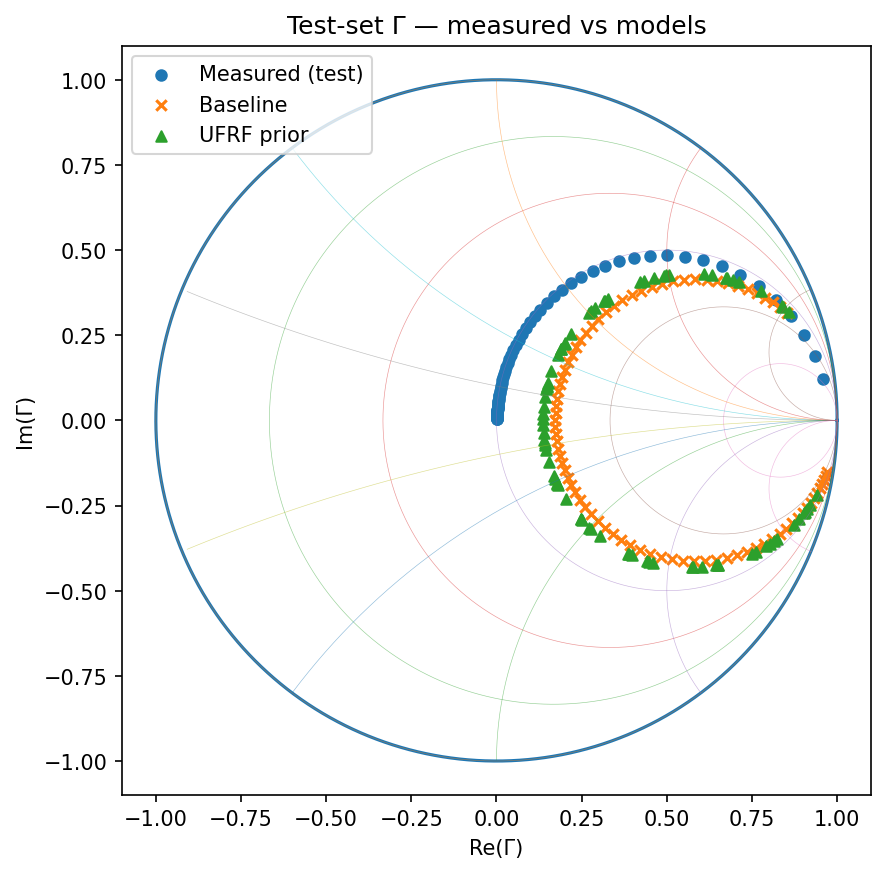 Test-set Γ — measured vs models
Measured (test)
Baseline
UFRF prior
1.00
0.75
0.50
0.25
0.00
−0.25
−0.50
−0.75
−1.00
Im(Γ)
−1.00 −0.75 −0.50 −0.25 0.00 0.25 0.50 0.75 1.00
Re(Γ)